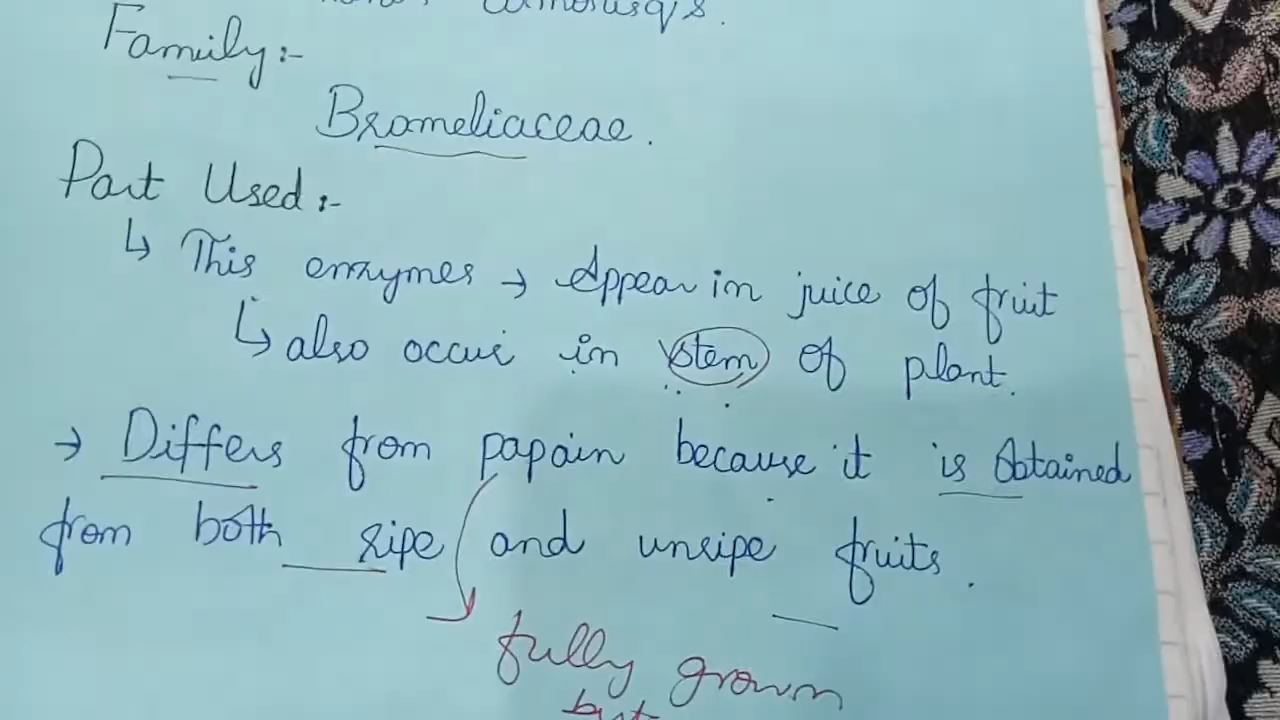 Family :-
Bromeliaceae.
Part Used :-
↳ This enzymes → Appear in juice of fruit
↳ also occur in stem of plant.
→ Differs from papain because it is obtained
from both ripe and unripe fruits.
fully grown
but